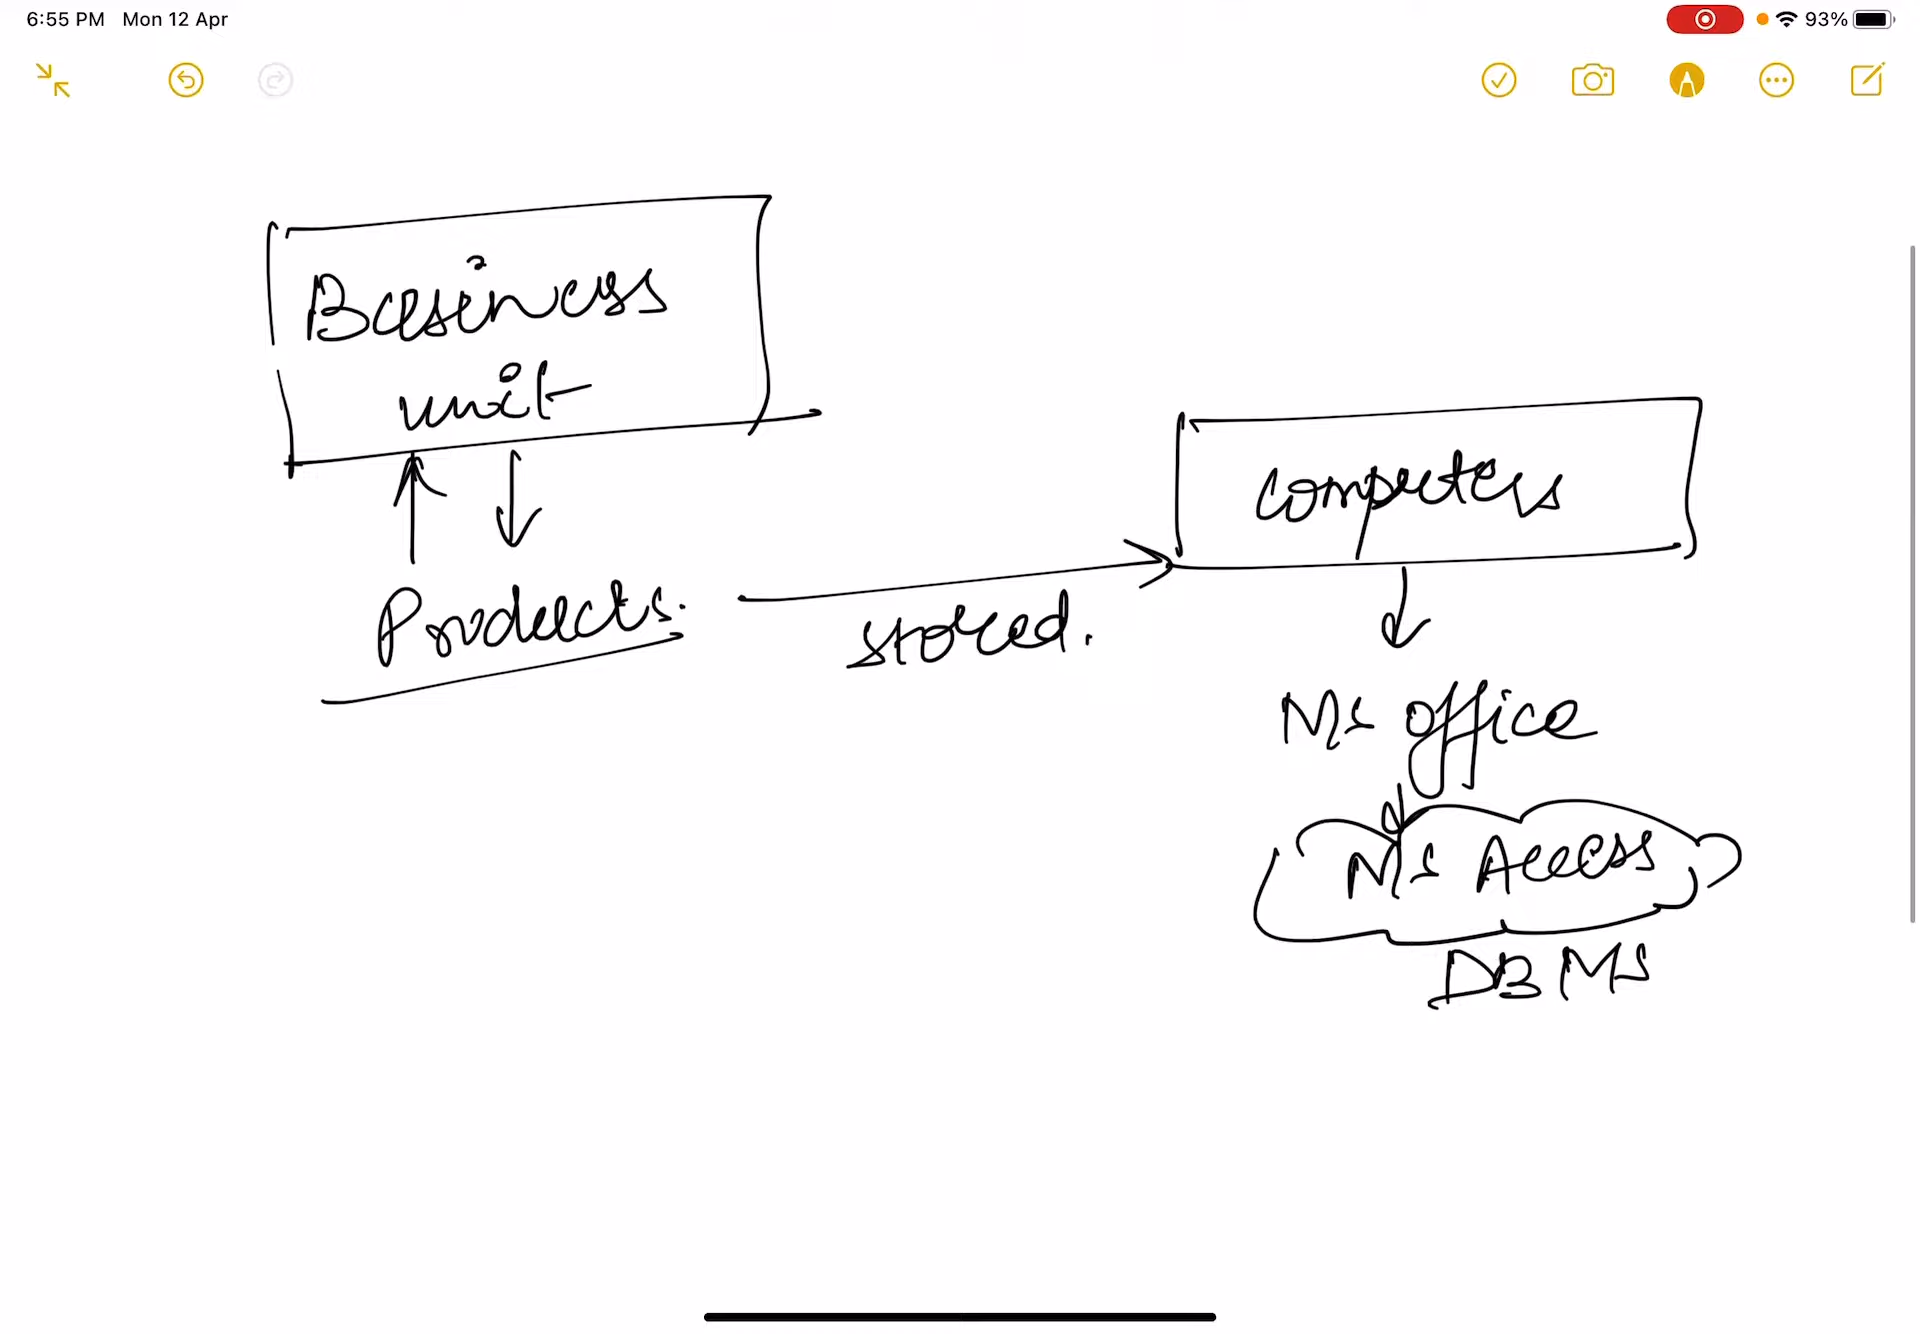 6:55 PM Mon 12 Apr
93%
Business
unit
Products.
stored.
computers
Ms office
Ms Access
DBMS